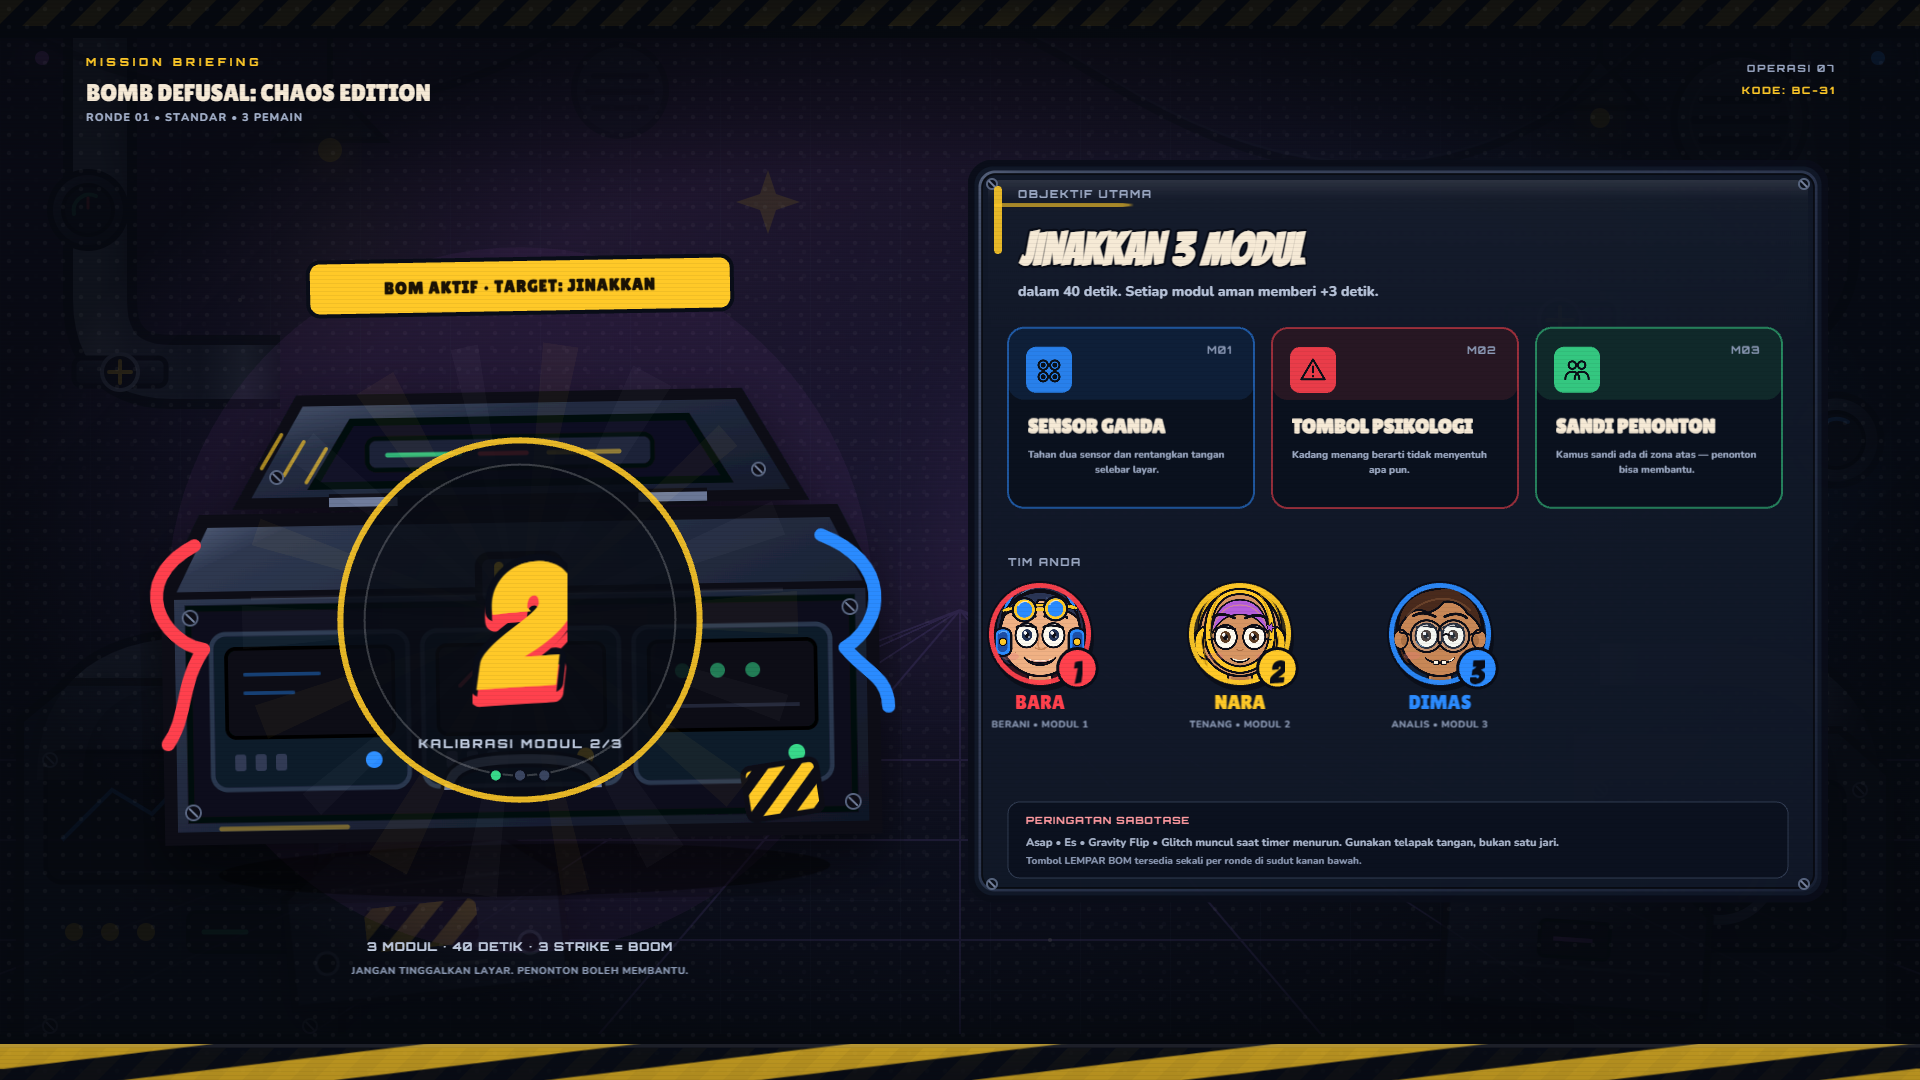 MISSION BRIEFING
BOMB DEFUSAL: CHAOS EDITION
RONDE 01 • STANDAR • 3 PEMAIN
OPERASI 07
KODE: BC-31
BOM AKTIF · TARGET: JINAKKAN
2
KALIBRASI MODUL 2/3
3 MODUL · 40 DETIK · 3 STRIKE = BOOM
JANGAN TINGGALKAN LAYAR. PENONTON BOLEH MEMBANTU.
OBJEKTIF UTAMA
JINAKKAN 3 MODUL
dalam 40 detik. Setiap modul aman memberi +3 detik.
M01
SENSOR GANDA
Tahan dua sensor dan rentangkan tangan
selebar layar.
M02
TOMBOL PSIKOLOGI
Kadang menang berarti tidak menyentuh
apa pun.
M03
SANDI PENONTON
Kamus sandi ada di zona atas — penonton
bisa membantu.
TIM ANDA
1
BARA
BERANI • MODUL 1
2
NARA
TENANG • MODUL 2
3
DIMAS
ANALIS • MODUL 3
PERINGATAN SABOTASE
Asap • Es • Gravity Flip • Glitch muncul saat timer menurun. Gunakan telapak tangan, bukan satu jari.
Tombol LEMPAR BOM tersedia sekali per ronde di sudut kanan bawah.